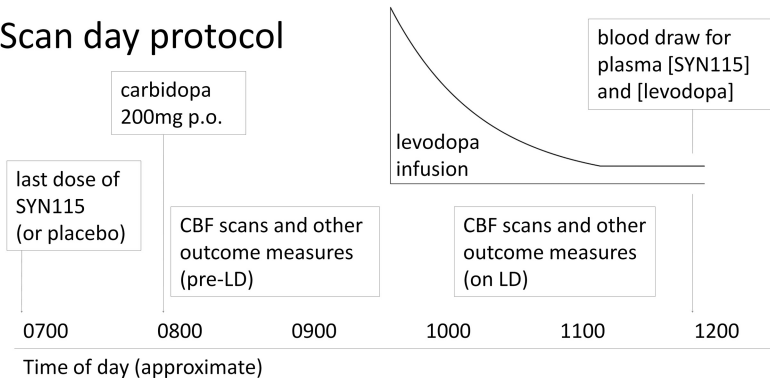 Scan day protocol
carbidopa
200mg p.o.
blood draw for
plasma [SYN115]
and [levodopa]
levodopa
infusion
last dose of
SYN115
(or placebo)
CBF scans and other
outcome measures
(pre-LD)
CBF scans and other
outcome measures
(on LD)
0700 0800 0900 1000 1100 1200
Time of day (approximate)